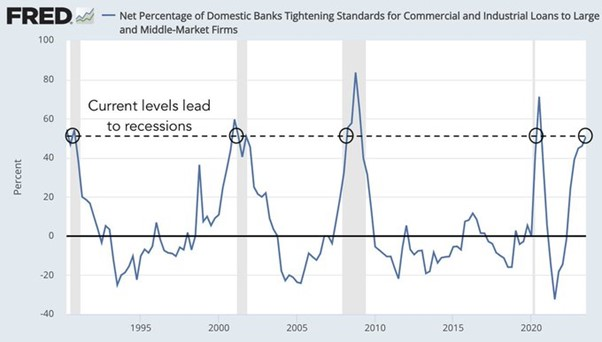 FRED
Net Percentage of Domestic Banks Tightening Standards for Commercial and Industrial Loans to Large
and Middle-Market Firms
100
80
60
40
20
0
-20
-40
Percent
Current levels lead
to recessions
1995
2000
2005
2010
2015
2020